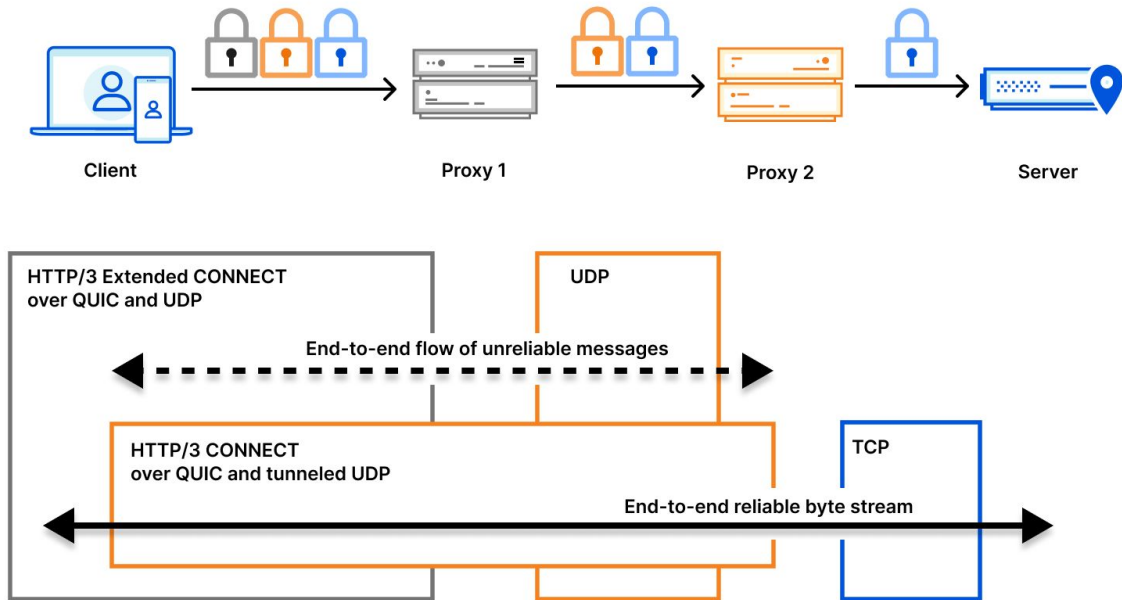 Client
Proxy 1
Proxy 2
Server
HTTP/3 Extended CONNECT
over QUIC and UDP
UDP
End-to-end flow of unreliable messages
HTTP/3 CONNECT
over QUIC and tunneled UDP
TCP
End-to-end reliable byte stream